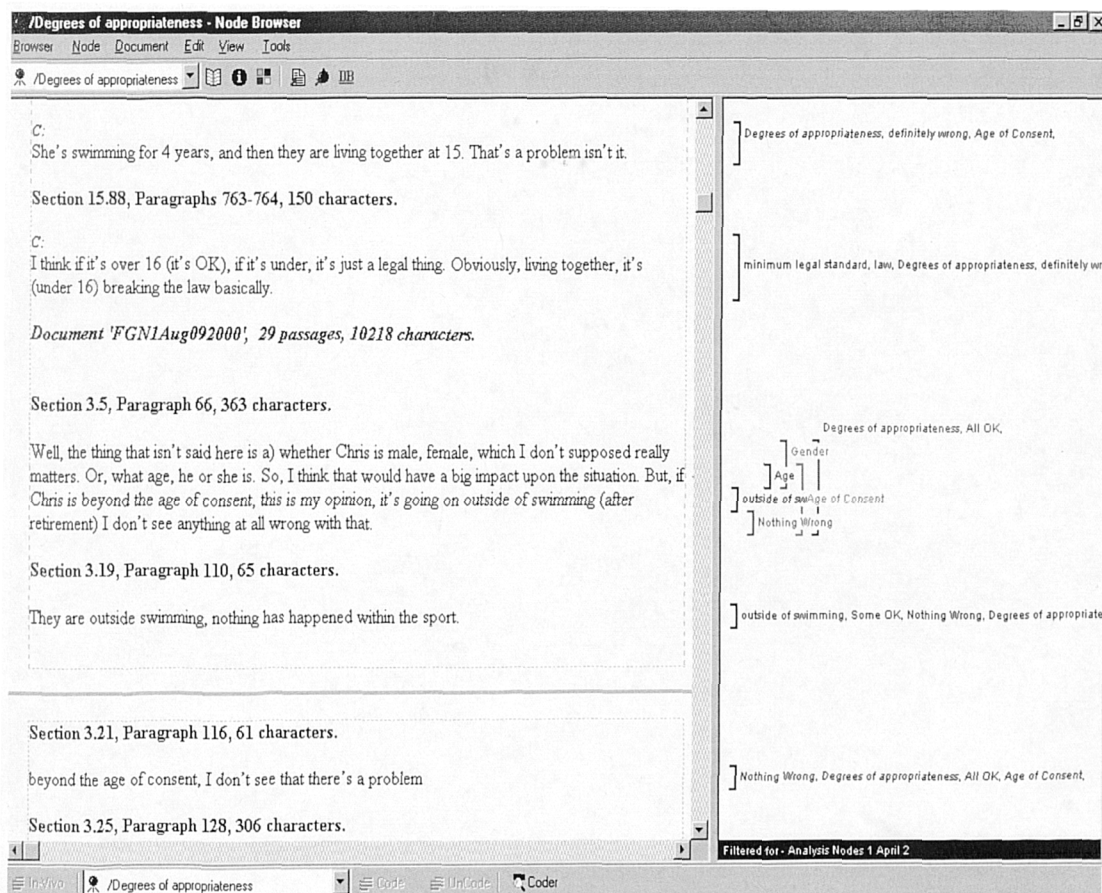 /Degrees of appropriateness - Node Browser
Browser Node Document Edit View Tools
/Degrees of appropriateness DB
C:
She's swimming for 4 years, and then they are living together at 15. That's a problem isn't it.
Degrees of appropriateness, definitely wrong, Age of Consent,
Section 15.88, Paragraphs 763-764, 150 characters.
C:
I think if it's over 16 (it's OK), if it's under, it's just a legal thing. Obviously, living together, it's
(under 16) breaking the law basically.
minimum legal standard, law, Degrees of appropriateness, definitely wr
Document 'FGN1Aug092000', 29 passages, 10218 characters.
Section 3.5, Paragraph 66, 363 characters.
Well, the thing that isn't said here is a) whether Chris is male, female, which I don't supposed really
matters. Or, what age, he or she is. So, I think that would have a big impact upon the situation. But, if
Chris is beyond the age of consent, this is my opinion, it's going on outside of swimming (after
retirement) I don't see anything at all wrong with that.
Degrees of appropriateness, All OK,
Gender
Age
outside of swAge of Consent
Nothing Wrong
Section 3.19, Paragraph 110, 65 characters.
They are outside swimming, nothing has happened within the sport.
outside of swimming, Some OK, Nothing Wrong, Degrees of appropriate
Section 3.21, Paragraph 116, 61 characters.
beyond the age of consent, I don't see that there's a problem
Nothing Wrong, Degrees of appropriateness, All OK, Age of Consent,
Section 3.25, Paragraph 128, 306 characters.
Filtered for - Analysis Nodes 1 April 2
In-Vivo /Degrees of appropriateness Code UnCode Coder